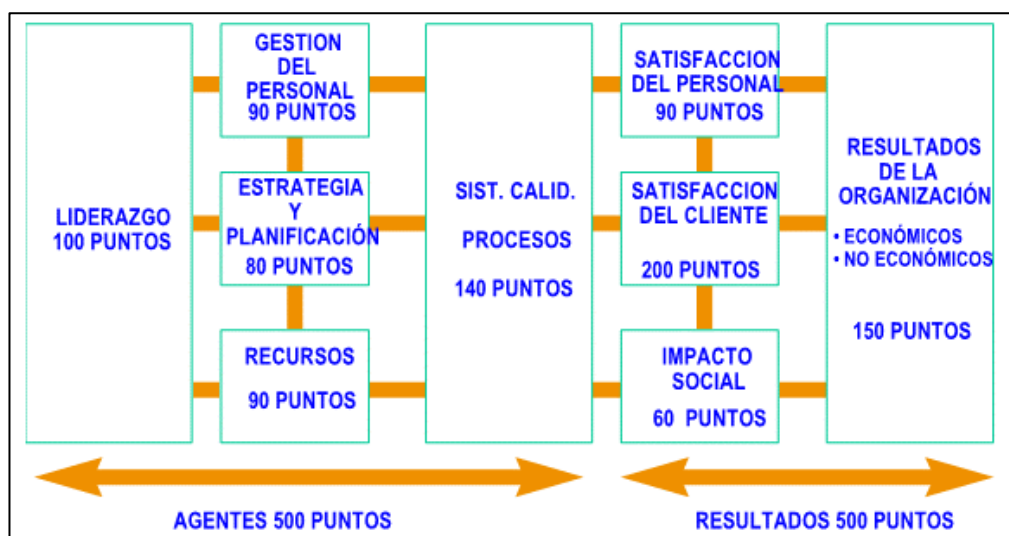 LIDERAZGO
100 PUNTOS
GESTION
DEL
PERSONAL
90 PUNTOS
ESTRATEGIA
Y
PLANIFICACIÓN
80 PUNTOS
RECURSOS
90 PUNTOS
SIST. CALID.
PROCESOS
140 PUNTOS
SATISFACCION
DEL PERSONAL
90 PUNTOS
SATISFACCION
DEL CLIENTE
200 PUNTOS
IMPACTO
SOCIAL
60 PUNTOS
RESULTADOS
DE LA
ORGANIZACIÓN
• ECONÓMICOS
• NO ECONÓMICOS
150 PUNTOS
AGENTES 500 PUNTOS
RESULTADOS 500 PUNTOS